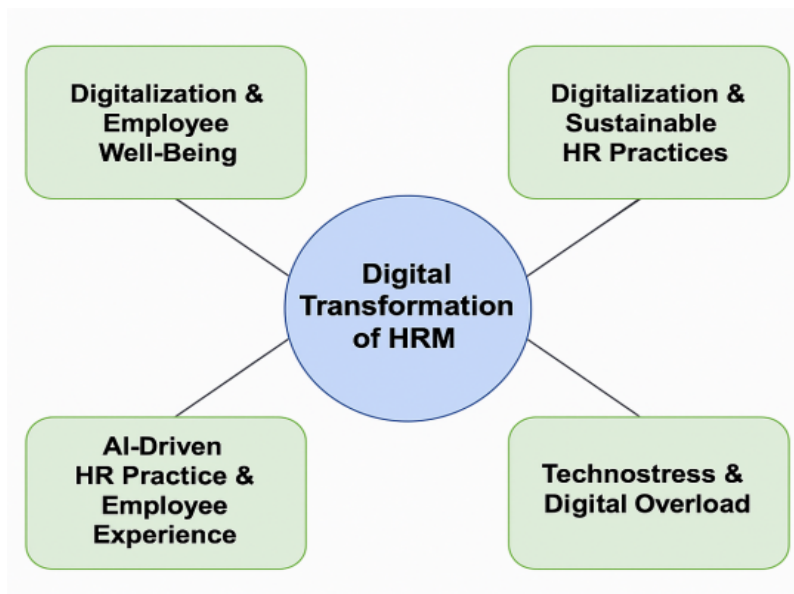 Digitalization &
Employee
Well-Being
Digitalization &
Sustainable
HR Practices
Digital
Transformation
of HRM
AI-Driven
HR Practice &
Employee
Experience
Technostress &
Digital Overload